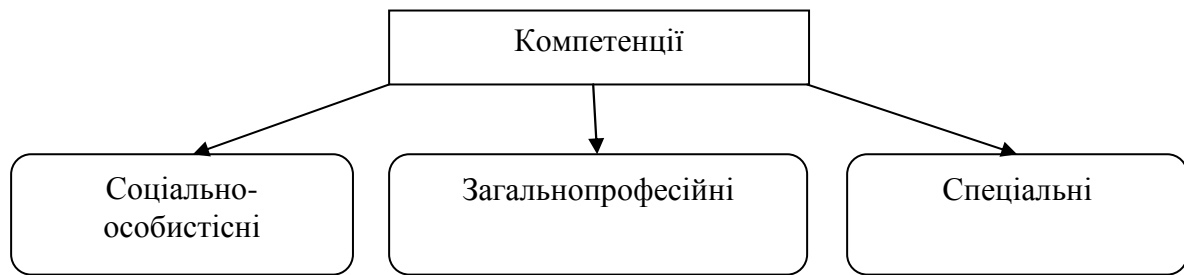 Компетенції
Соціально-
особистісні
Загальнопрофесійні
Спеціальні